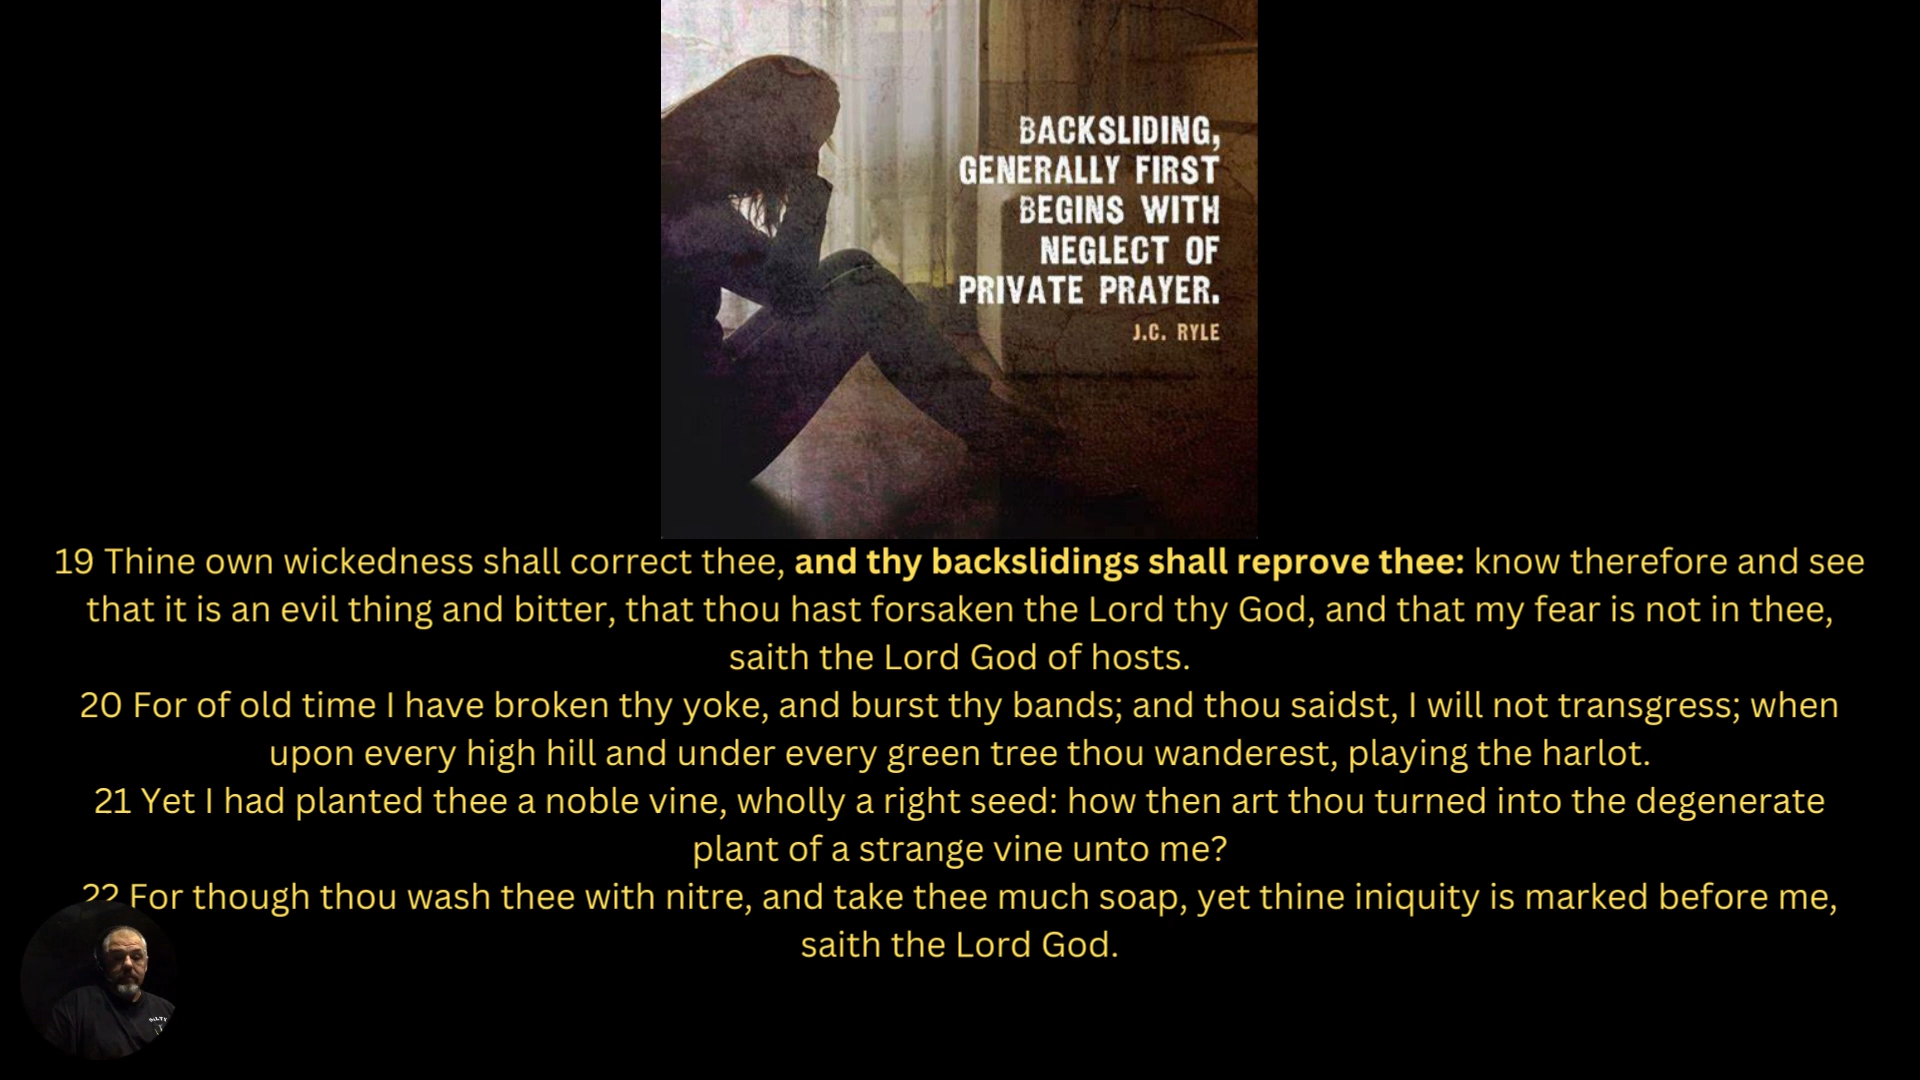 BACKSLIDING,
GENERALLY FIRST
BEGINS WITH
NEGLECT OF
PRIVATE PRAYER.
J.C. RYLE
19 Thine own wickedness shall correct thee, and thy backslidings shall reprove thee: know therefore and see
that it is an evil thing and bitter, that thou hast forsaken the Lord thy God, and that my fear is not in thee,
saith the Lord God of hosts.
20 For of old time I have broken thy yoke, and burst thy bands; and thou saidst, I will not transgress; when
upon every high hill and under every green tree thou wanderest, playing the harlot.
21 Yet I had planted thee a noble vine, wholly a right seed: how then art thou turned into the degenerate
plant of a strange vine unto me?
22 For though thou wash thee with nitre, and take thee much soap, yet thine iniquity is marked before me,
saith the Lord God.